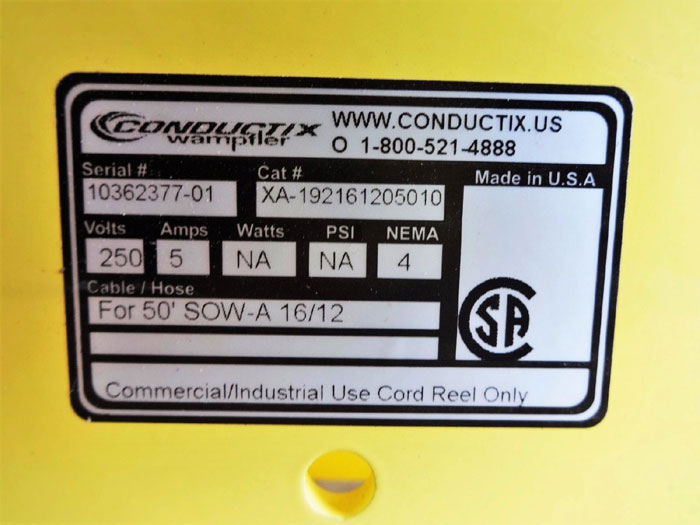 CONDUCTIX
wampfler
WWW.CONDUCTIX.US
O 1-800-521-4888
Serial #
Cat #
Made in U.S.A
10362377-01
XA-192161205010
Volts Amps Watts PSI NEMA
250 5 NA NA 4
Cable / Hose
For 50' SOW-A 16/12
CSA
Commercial/Industrial Use Cord Reel Only